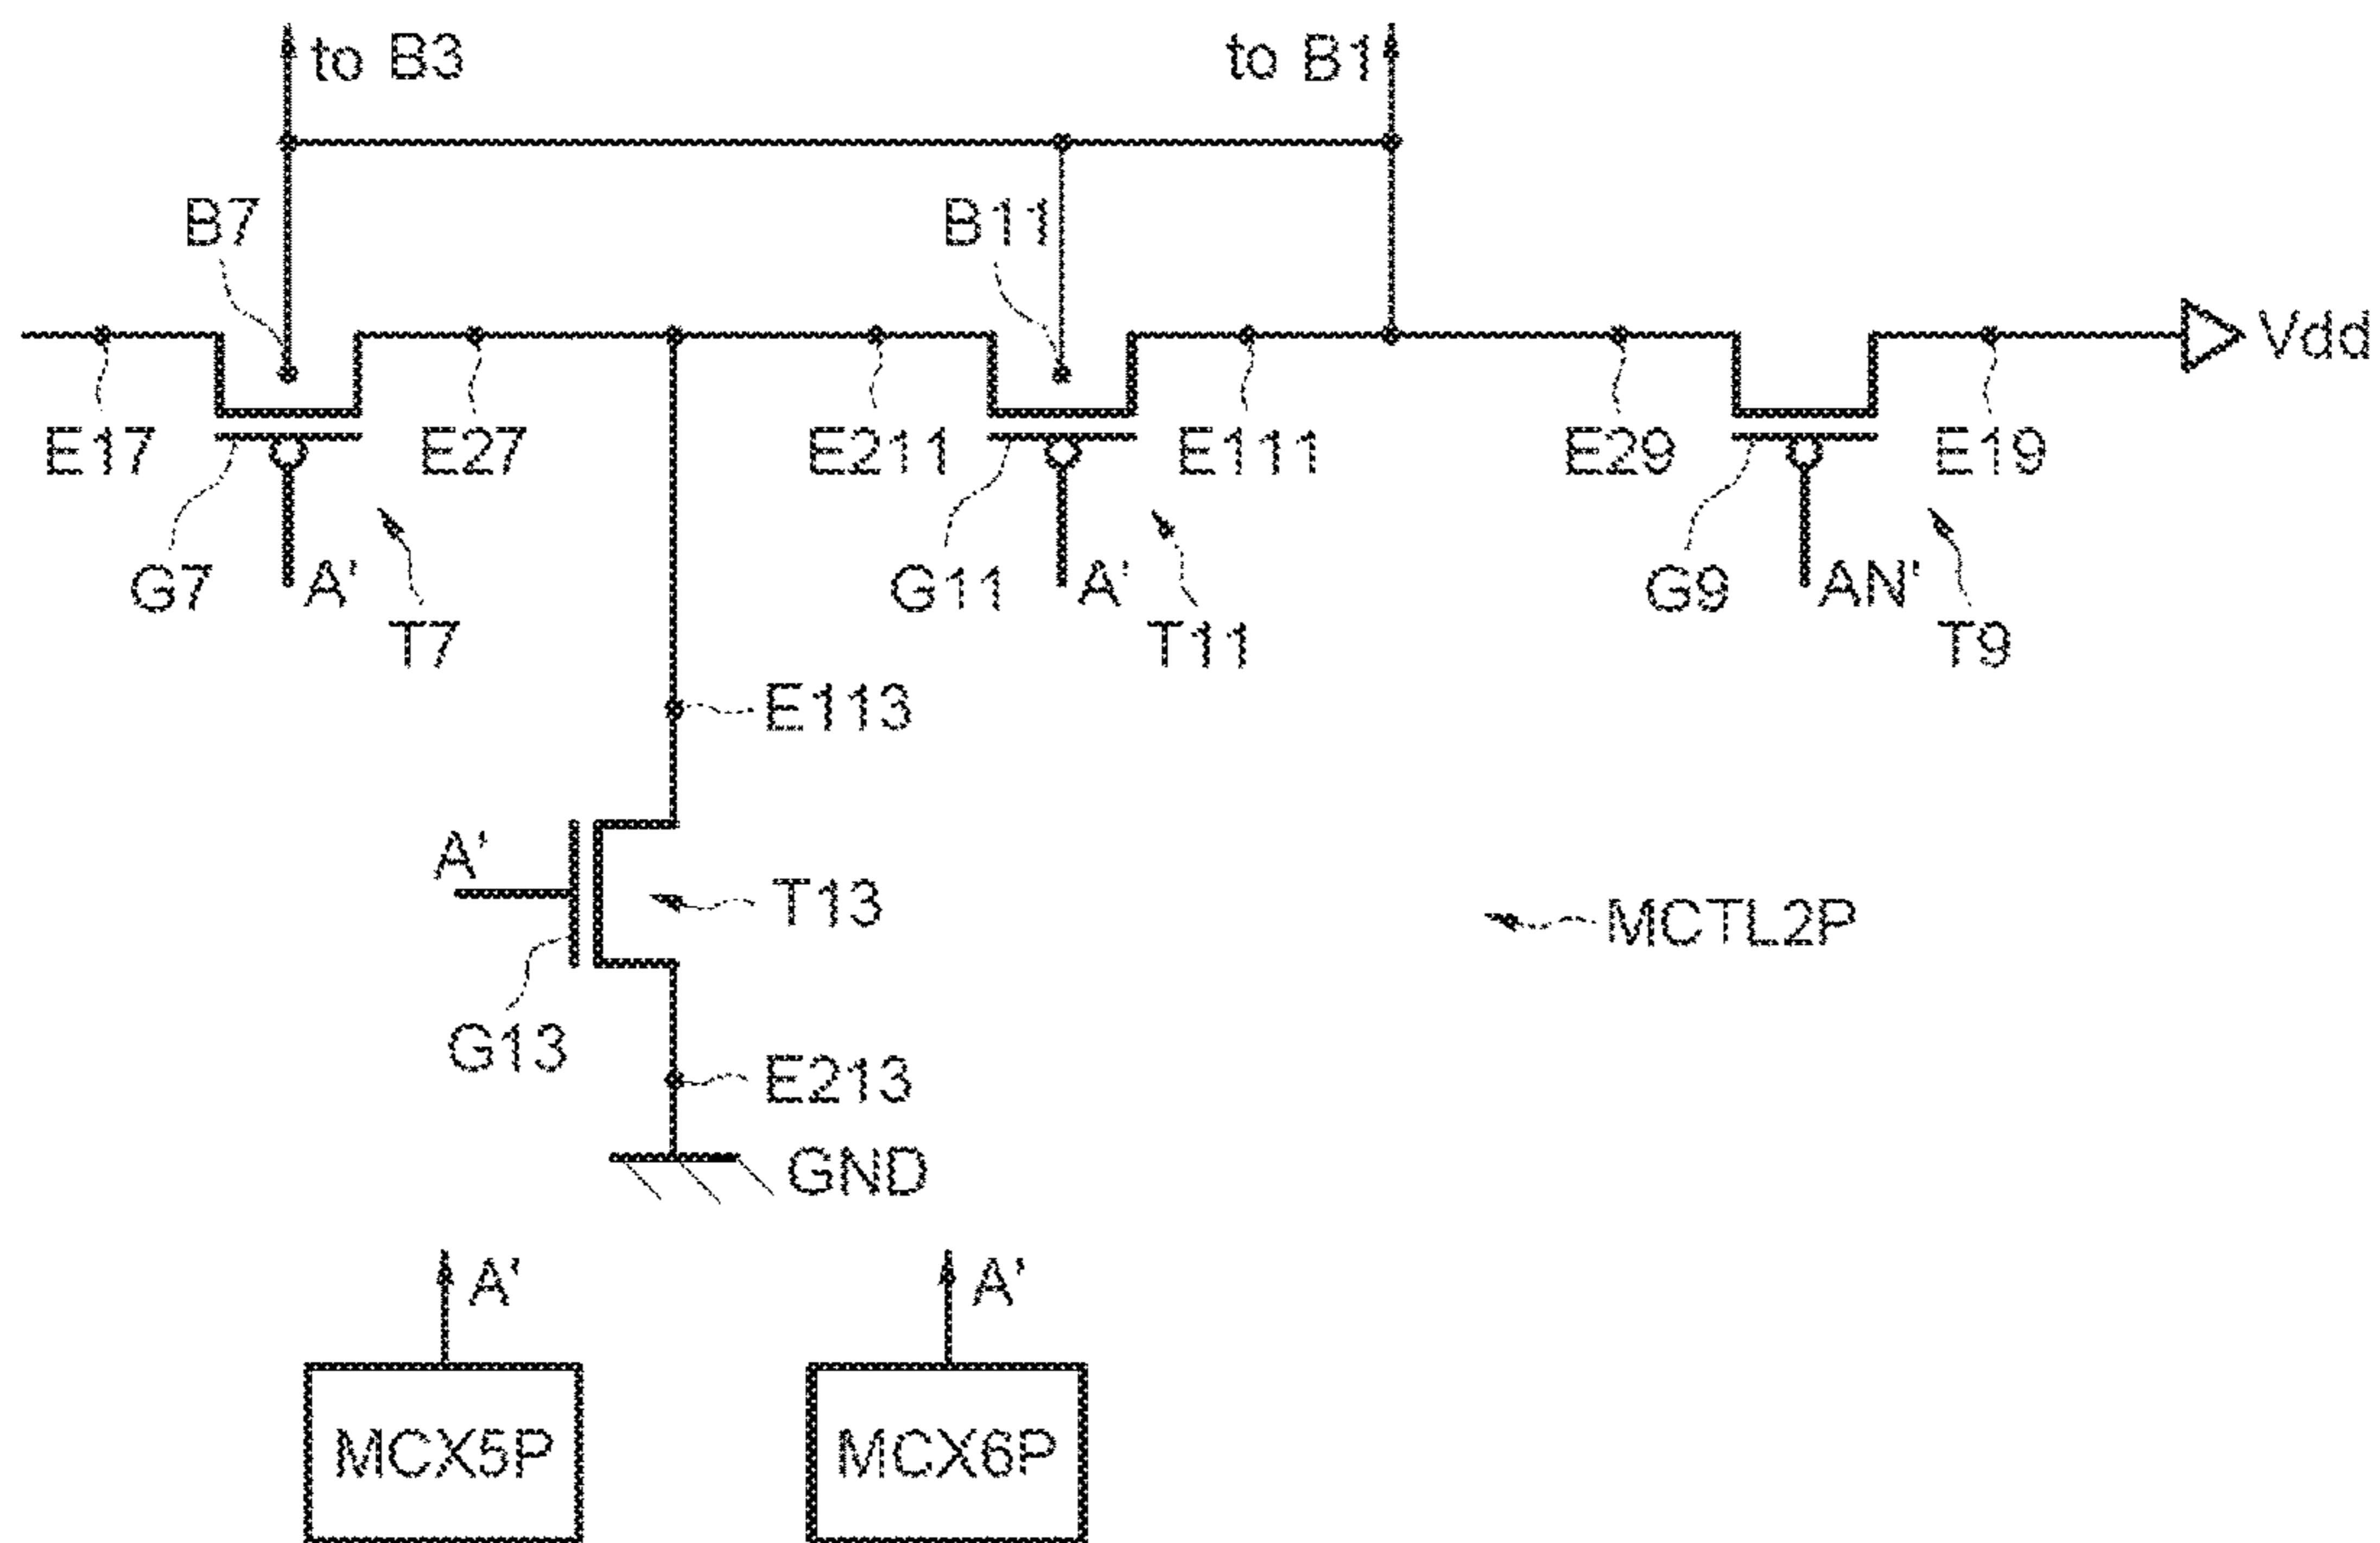 to B3 to B1
B7 B11
Vdd
E17 E27 E211 E111 E29 E19
G7 A' G11 A' G9 AN'
T7 T11 T9
E113
A'
T13 MCTL2P
G13
E213
GND
A' A'
MCX5P MCX6P